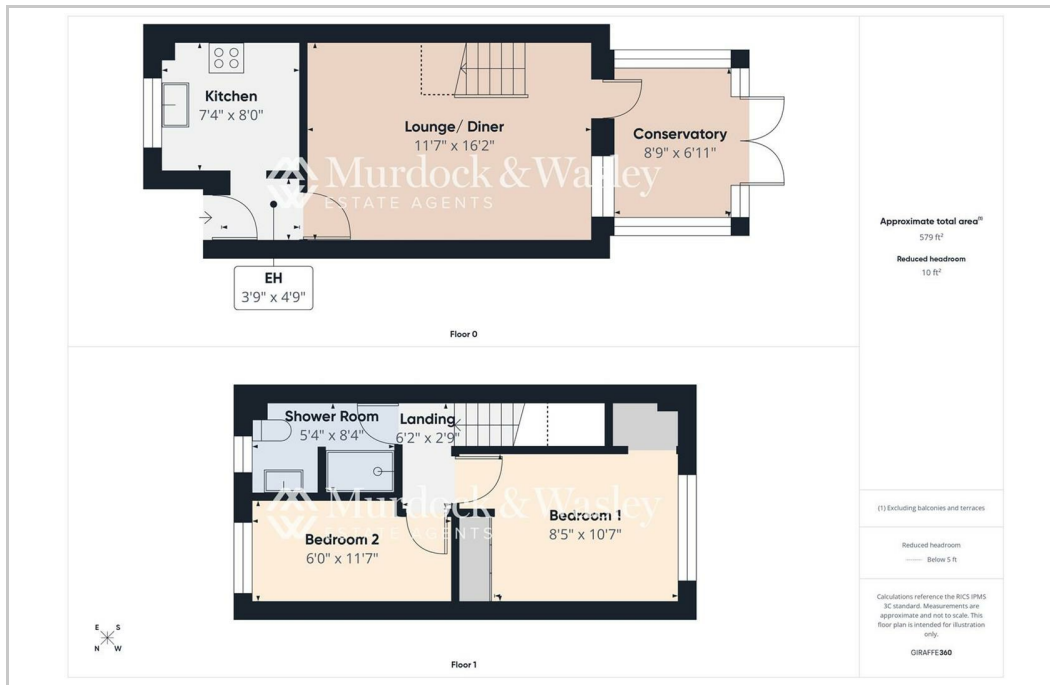 Kitchen
7'4" x 8'0"
Lounge/ Diner
11'7" x 16'2"
Conservatory
8'9" x 6'11"
Murdock & Wasley
ESTATE AGENTS
EH
3'9" x 4'9"
Floor 0
Shower Room
5'4" x 8'4"
Landing
6'2" x 2'9"
Murdock & Wasley
ESTATE AGENTS
Bedroom 2
6'0" x 11'7"
Bedroom 1
8'5" x 10'7"
E S
N W
Floor 1
Approximate total area(1)
579 ft²
Reduced headroom
10 ft²
(1) Excluding balconies and terraces
Reduced headroom
Below 5 ft
Calculations reference the RICS IPMS
3C standard. Measurements are
approximate and not to scale. This
floor plan is intended for illustration
only.
GIRAFFE360